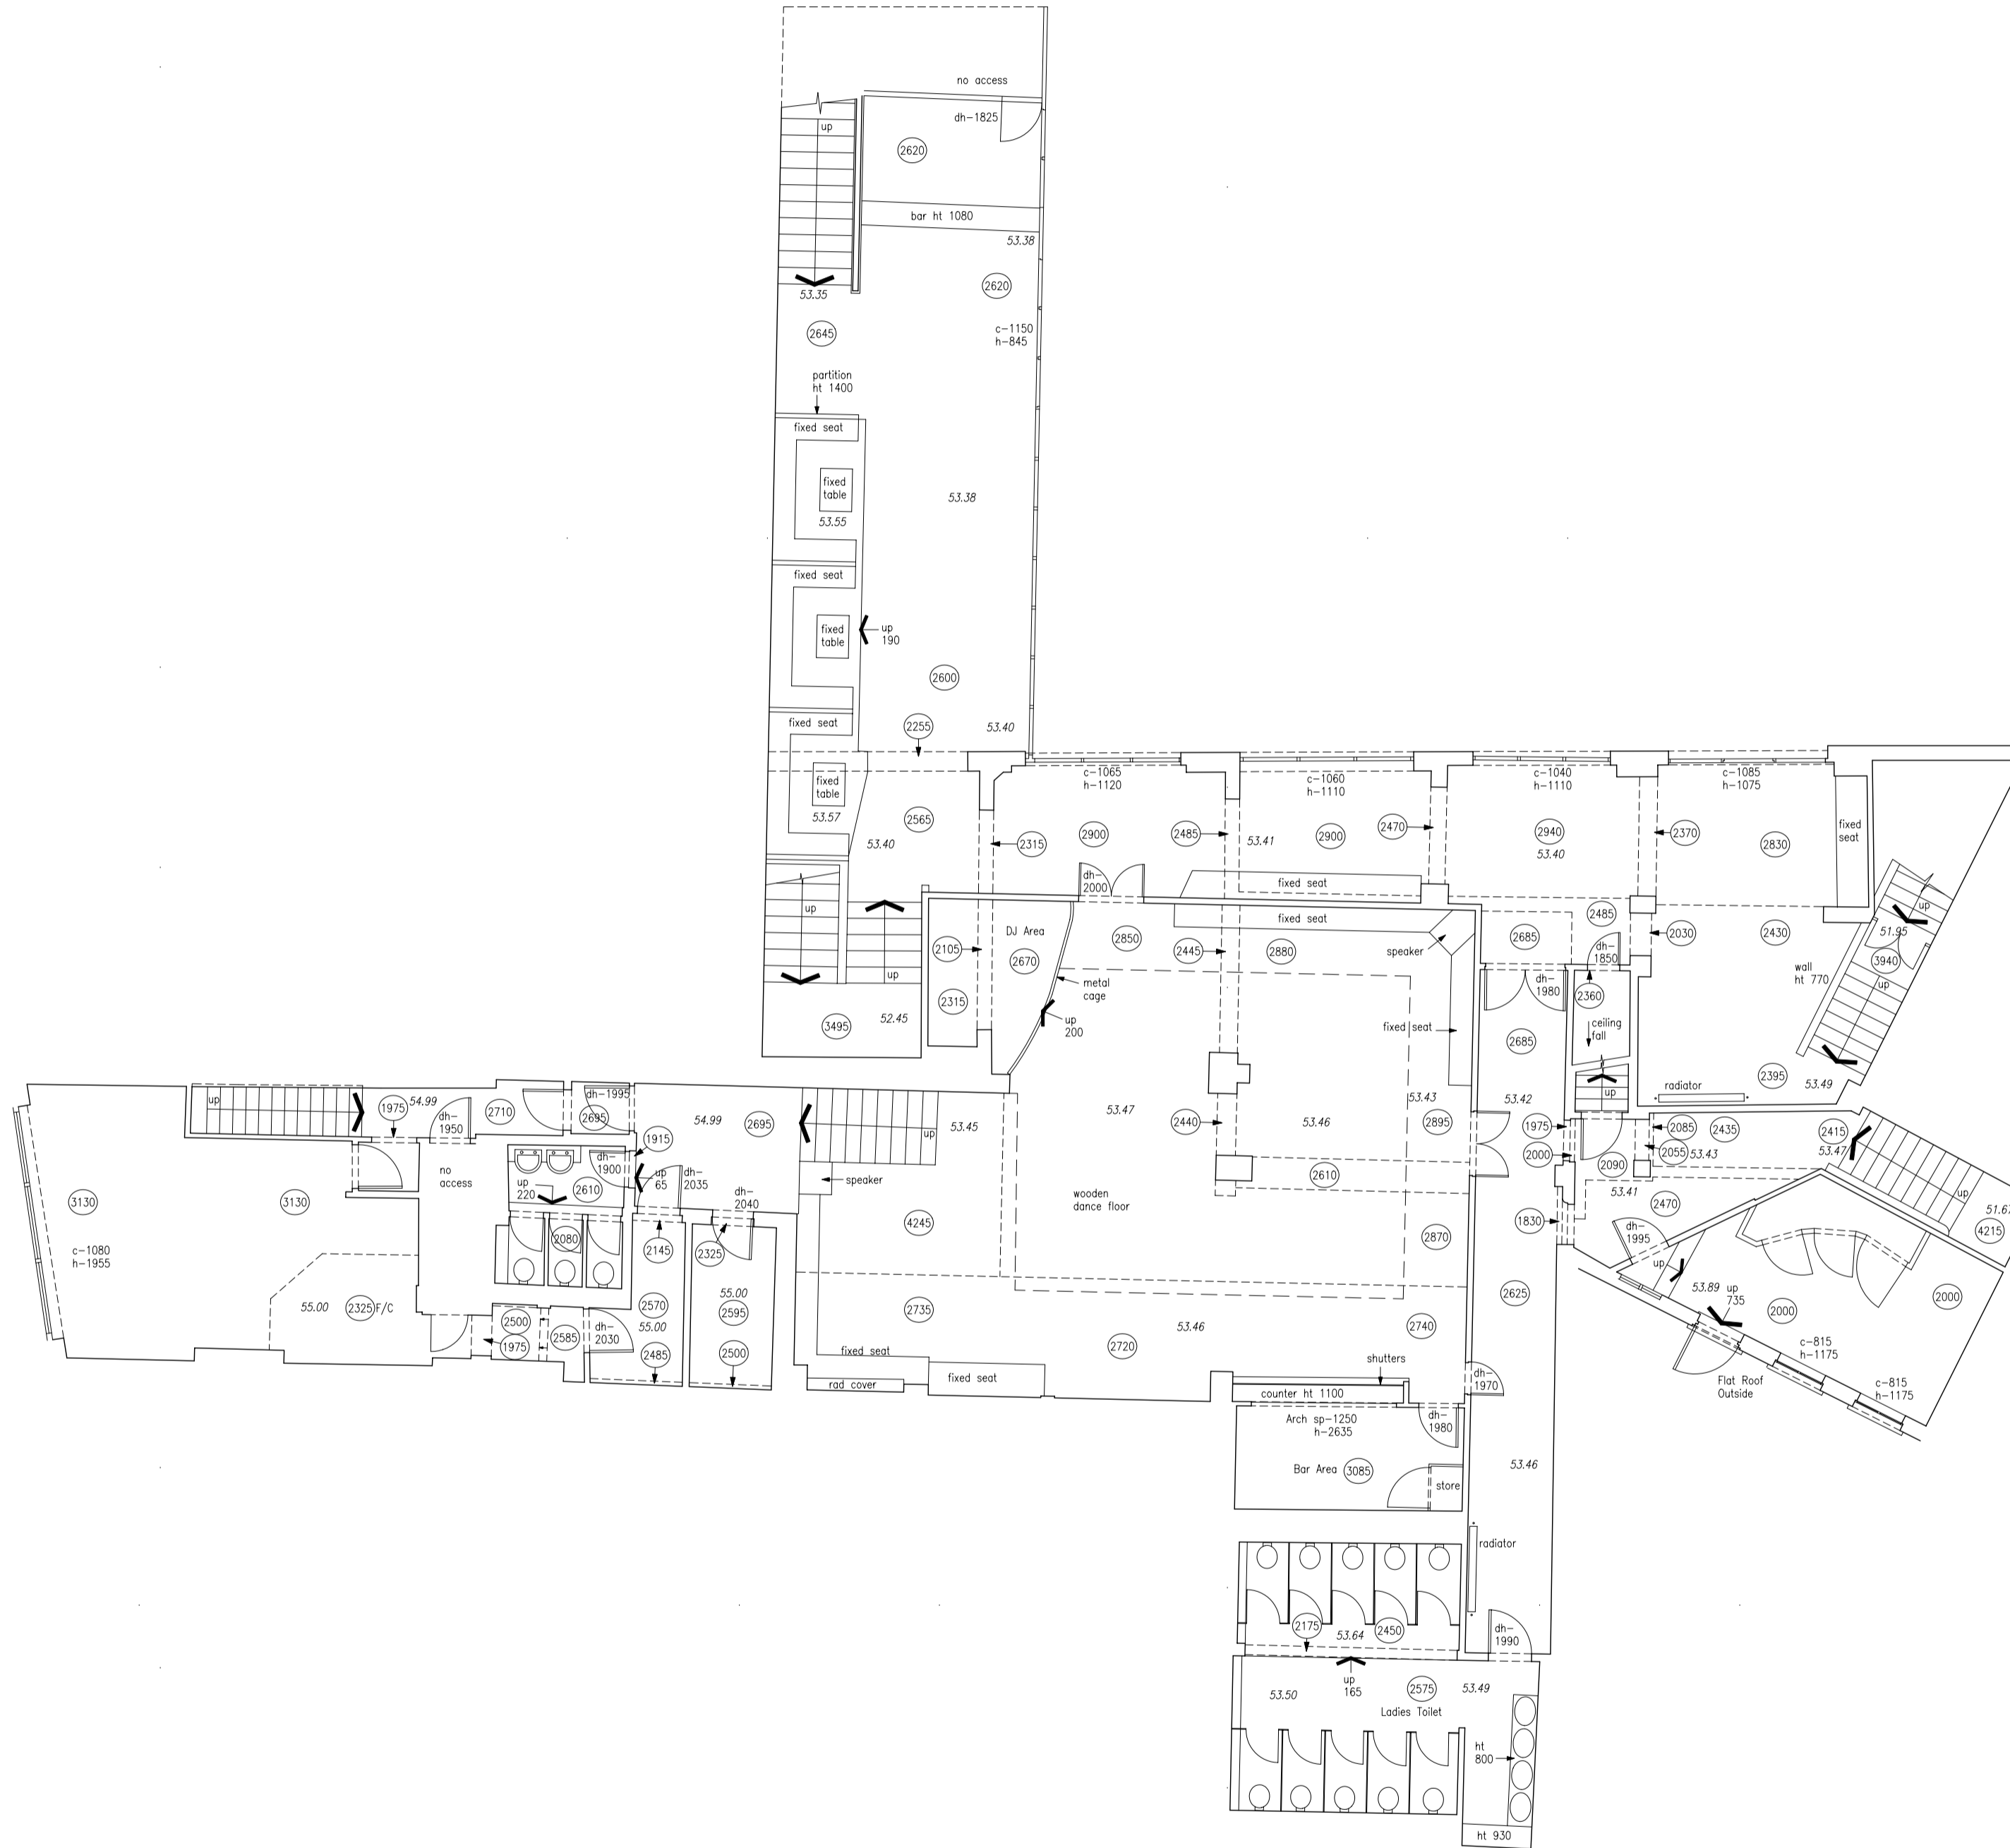 no access
dh-1825
up
2620
bar ht 1080
53.38
53.35
2620
2645
c-1150
h-845
partition
ht 1400
fixed seat
fixed
table
53.55
53.38
fixed seat
fixed
table
up
190
2600
fixed seat
2255
53.40
fixed
table
53.57
c-1065
h-1120
c-1060
h-1110
c-1040
h-1110
c-1085
h-1075
2565
53.40
2315
2900
2485
53.41
2900
2470
2940
53.40
2370
2830
fixed
seat
dh-
2000
fixed seat
up
up
fixed seat
2485
up
51.95
2105
DJ Area
2670
2850
2445
2880
speaker
2685
dh-
1850
2030
2430
3940
up
wall
ht 770
metal
cage
dh-
1980
2360
2315
up
200
3495
52.45
fixed seat
ceiling
fall
2685
2395
53.49
radiator
up
up
1975
54.99
dh-
1950
2710
dh-1995
2695
54.99
2695
up
53.45
53.47
2440
53.46
53.43
2895
53.42
1975
2000
2085
2435
2055
53.43
2415
53.47
1915
dh-
1900
up
65
dh-
2035
no
access
up
220
2610
speaker
2610
2090
53.41
2470
up
51.67
4215
3130
3130
dh-
2040
wooden
dance floor
c-1080
h-1955
2080
2145
2325
4245
2870
1830
dh-
1995
up
55.00
2325
F/C
2570
55.00
55.00
2595
2735
53.46
2720
2740
2625
53.89
up
735
2000
2000
2500
1975
2585
dh-
2030
2485
2500
fixed seat
rad cover
fixed seat
shutters
counter ht 1100
dh-
1970
c-815
h-1175
c-815
h-1175
Flat Roof
Outside
Arch sp-1250
h-2635
dh-
1980
Bar Area
3085
store
53.46
radiator
2175
53.64
2450
dh-
1990
up
165
53.50
2575
53.49
Ladies Toilet
ht
800
ht 930